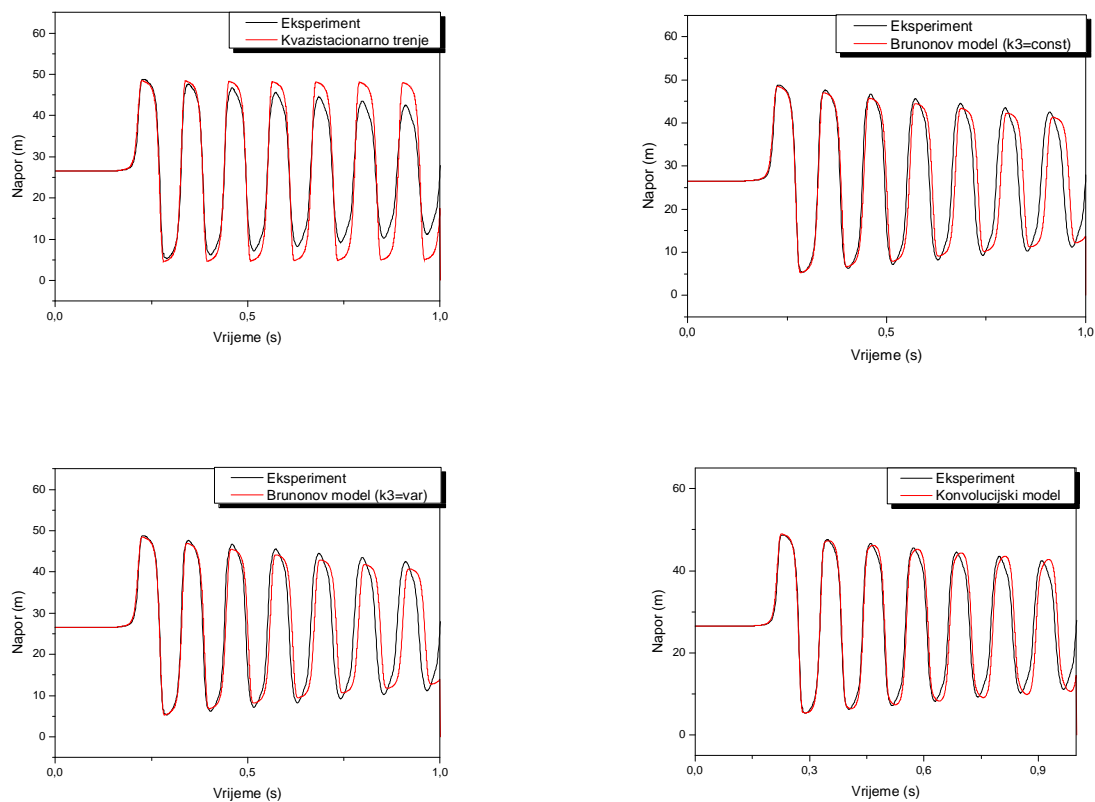 Eksperiment
Kvazistacionarno trenje
60
50
40
30
20
10
0
Napor (m)
0,0
0,5
1,0
Vrijeme (s)
Eksperiment
Brunonov model (k3=const)
60
50
40
30
20
10
0
Napor (m)
0,0
0,5
1,0
Vrijeme (s)
Eksperiment
Brunonov model (k3=var)
60
50
40
30
20
10
0
Napor (m)
0,0
0,5
1,0
Vrijeme (s)
Eksperiment
Konvolucijski model
60
40
20
0
Napor (m)
0,0
0,3
0,6
0,9
Vrijeme (s)